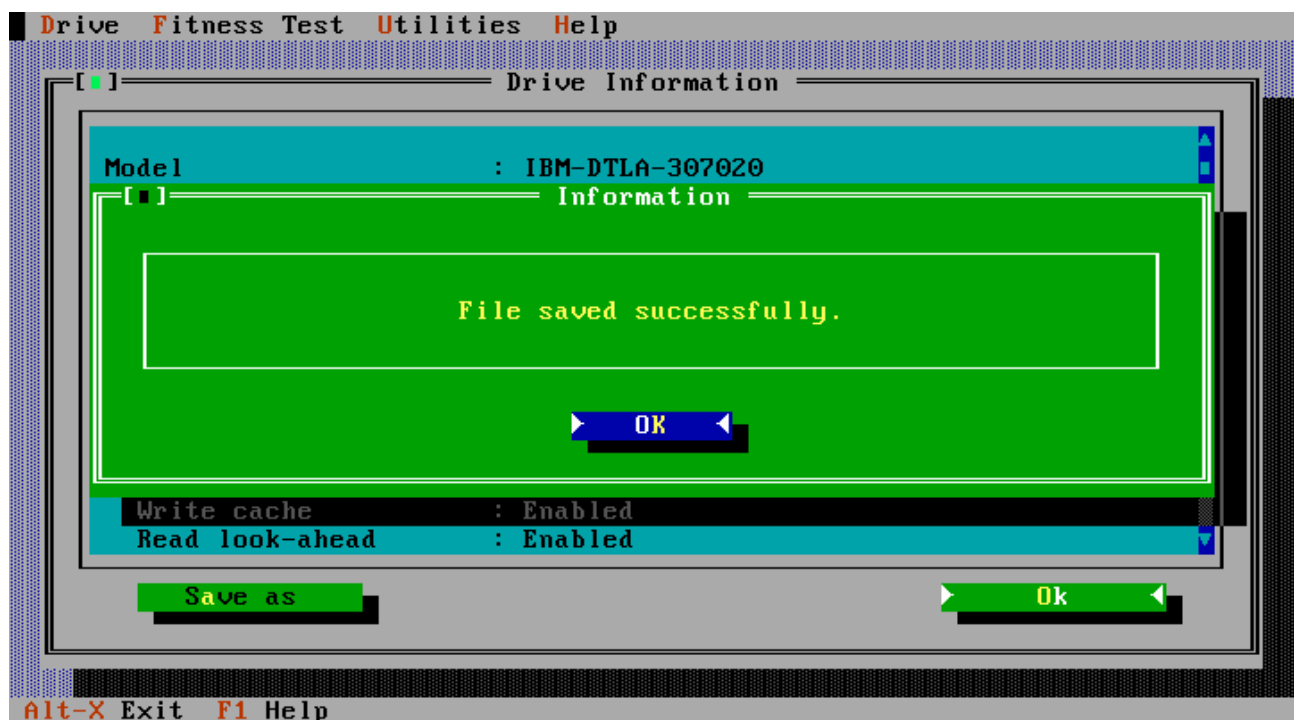 Drive Fitness Test Utilities Help
[■] Drive Information
Model : IBM-DTLA-307020
[■] Information
File saved successfully.
OK
Write cache : Enabled
Read look-ahead : Enabled
Save as Ok
Alt-X Exit F1 Help